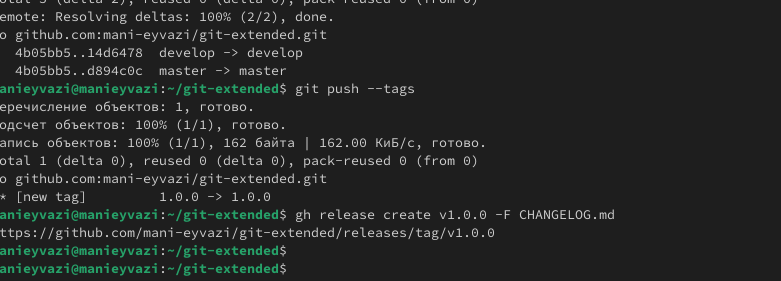 otal 3 (delta 2), reused 0 (delta 0), pack-reused 0 (from 0)
emote: Resolving deltas: 100% (2/2), done.
o github.com:mani-eyvazi/git-extended.git
4b05bb5..14d6478 develop -> develop
4b05bb5..d894c0c master -> master
anieyvazi@manieyvazi:~/git-extended$ git push --tags
еречисление объектов: 1, готово.
одсчет объектов: 100% (1/1), готово.
апись объектов: 100% (1/1), 162 байта | 162.00 КиБ/с, готово.
otal 1 (delta 0), reused 0 (delta 0), pack-reused 0 (from 0)
o github.com:mani-eyvazi/git-extended.git
* [new tag] 1.0.0 -> 1.0.0
anieyvazi@manieyvazi:~/git-extended$ gh release create v1.0.0 -F CHANGELOG.md
ttps://github.com/mani-eyvazi/git-extended/releases/tag/v1.0.0
anieyvazi@manieyvazi:~/git-extended$
anieyvazi@manieyvazi:~/git-extended$